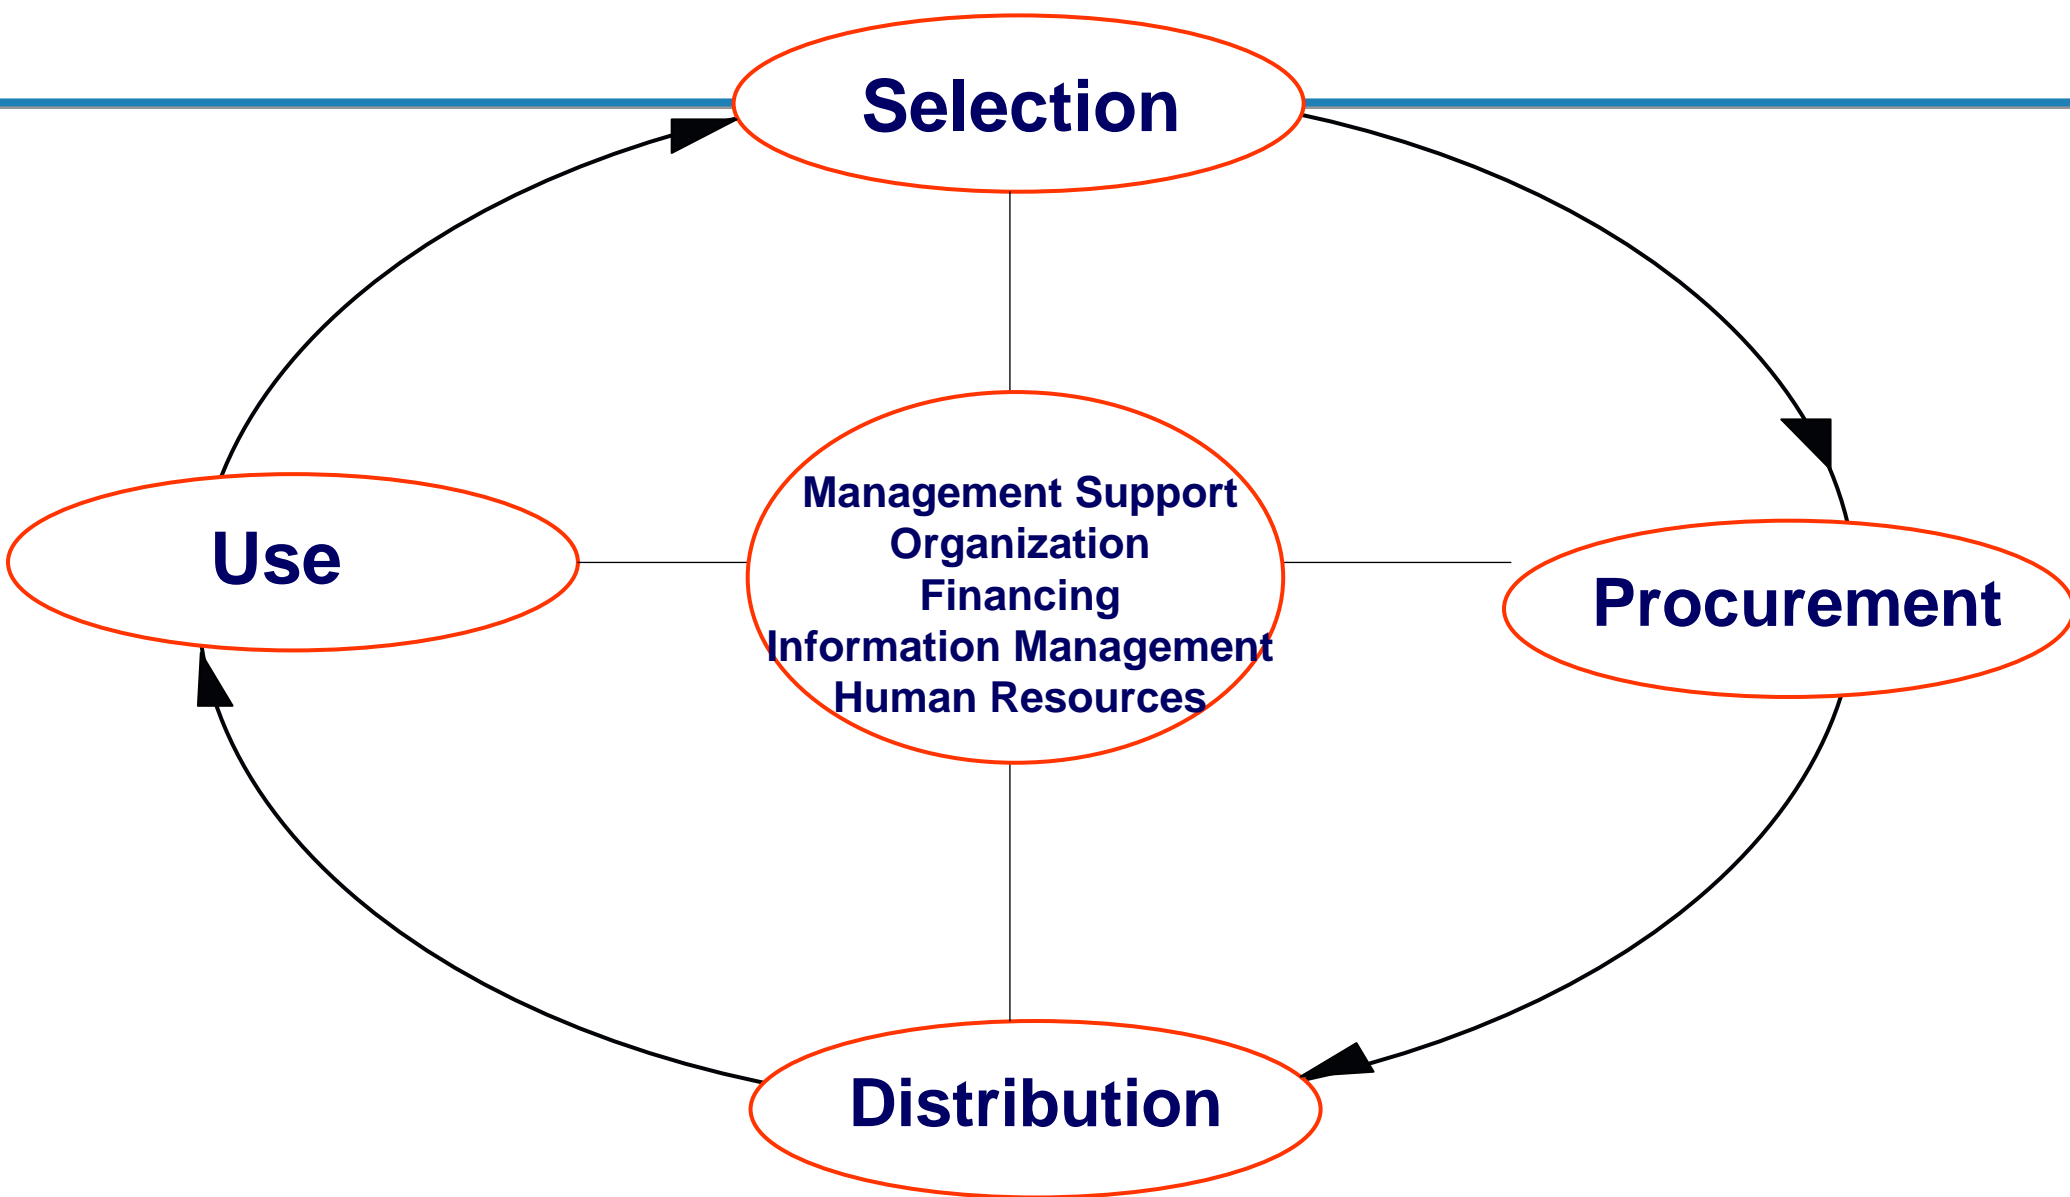 Selection
Management Support
Organization
Financing
Information Management
Human Resources
Use
Procurement
Distribution